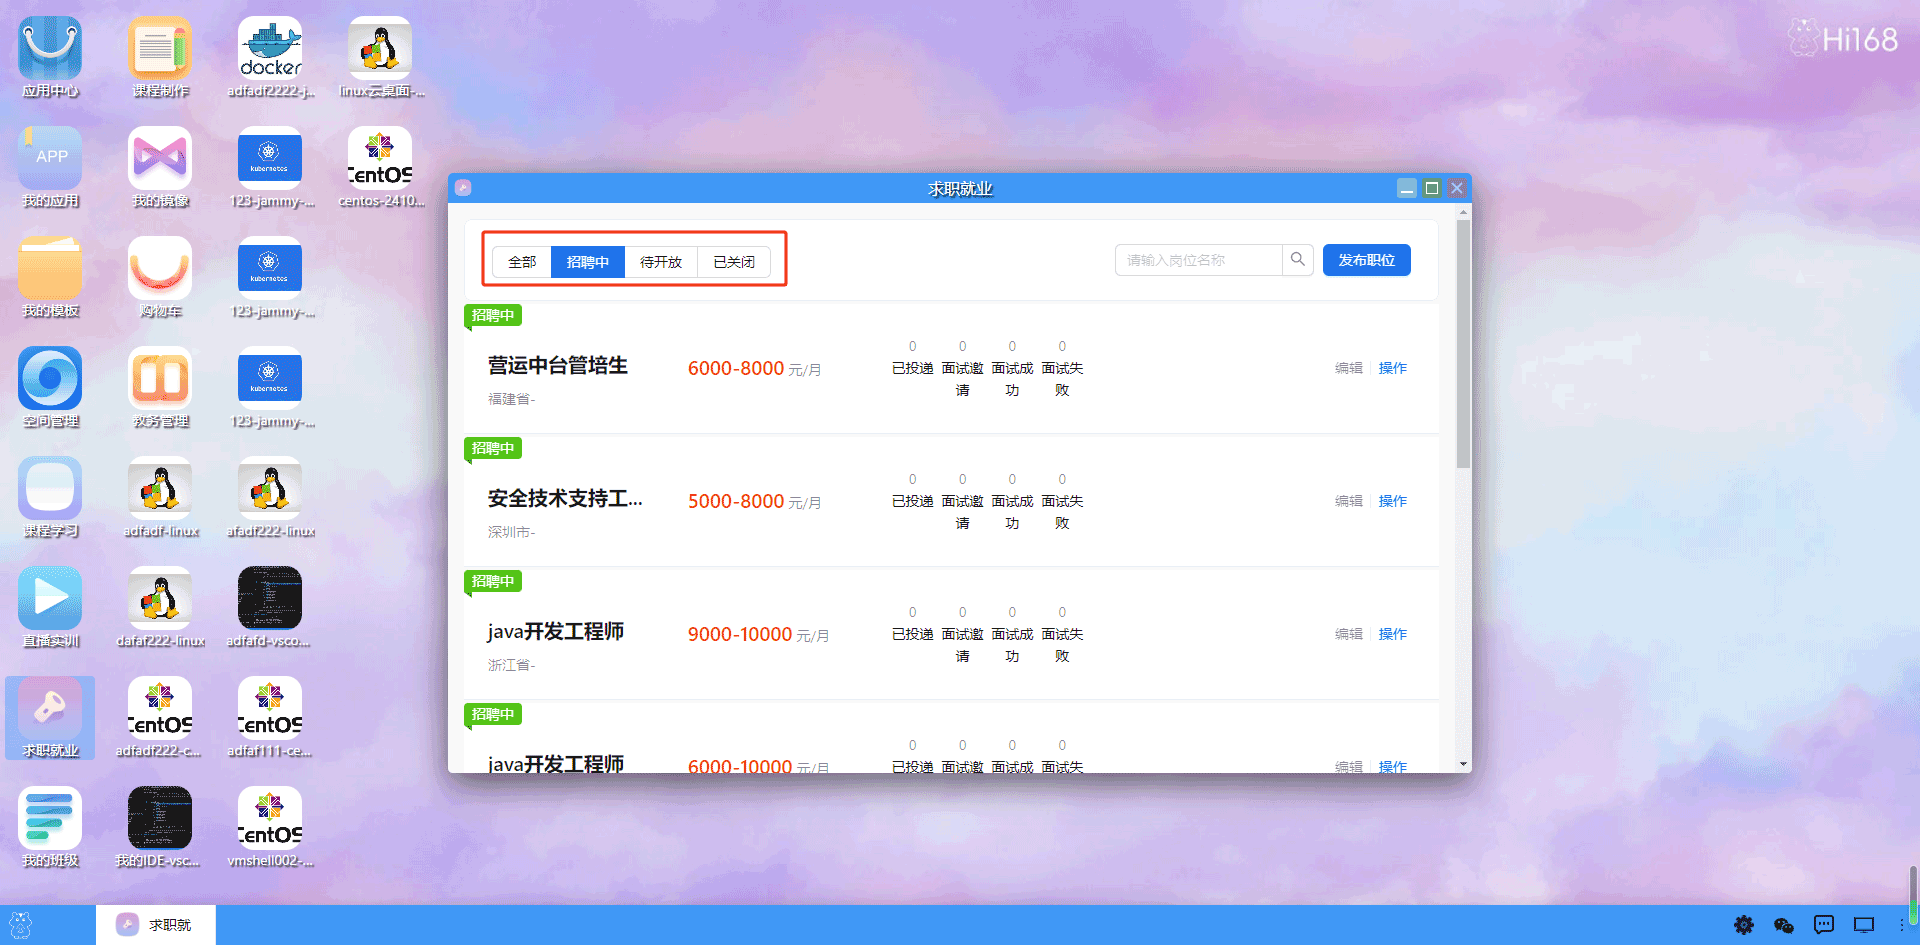 应用中心
课程制作
docker
adfadf2222-j...
linux云桌面-...
Hi168
APP
我的应用
我的镜像
kubernetes
123-jammy-...
CentOS
centos-2410...
我的模板
购物车
kubernetes
123-jammy-...
空间管理
教务管理
kubernetes
123-jammy-...
课程学习
adfadf-linux
afadf222-linux
直播实训
dafaf222-linux
adfafd-vsco...
求职就业
CentOS
adfadf222-c...
CentOS
adfaf111-ce...
我的班级
我的IDE-vsc...
CentOS
vmshell002-...
求职就业
全部 招聘中 待开放 已关闭
请输入岗位名称 发布职位
招聘中
营运中台管培生
福建省-
6000-8000 元/月
0 0 0 0
已投递 面试邀请 面试成功 面试失败
编辑 操作
招聘中
安全技术支持工...
深圳市-
5000-8000 元/月
0 0 0 0
已投递 面试邀请 面试成功 面试失败
编辑 操作
招聘中
java开发工程师
浙江省-
9000-10000 元/月
0 0 0 0
已投递 面试邀请 面试成功 面试失败
编辑 操作
招聘中
java开发工程师
6000-10000 元/月
0 0 0 0
已投递 面试邀 面试成 面试失
编辑 操作
求职就